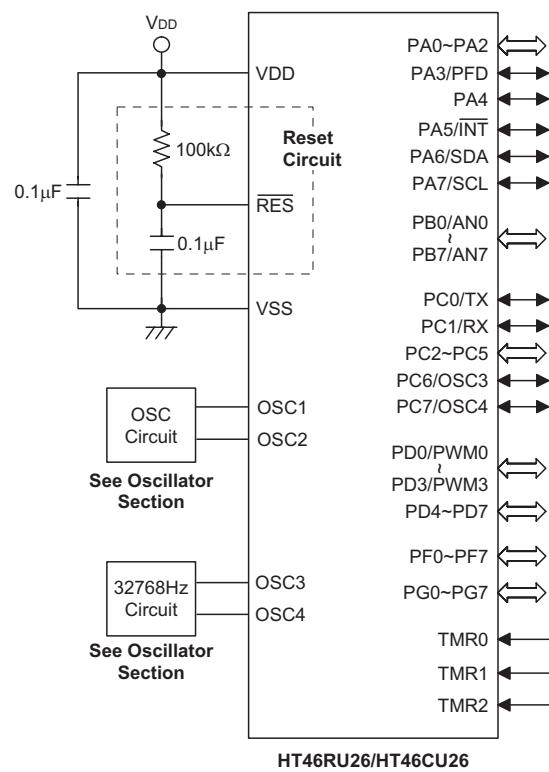 VDD
VDD
100kΩ
Reset
Circuit
0.1μF
RES
0.1μF
VSS
OSC
Circuit
OSC1
OSC2
See Oscillator
Section
32768Hz
Circuit
OSC3
OSC4
See Oscillator
Section
PA0~PA2
PA3/PFD
PA4
PA5/INT
PA6/SDA
PA7/SCL
PB0/AN0
~
PB7/AN7
PC0/TX
PC1/RX
PC2~PC5
PC6/OSC3
PC7/OSC4
PD0/PWM0
~
PD3/PWM3
PD4~PD7
PF0~PF7
PG0~PG7
TMR0
TMR1
TMR2
HT46RU26/HT46CU26